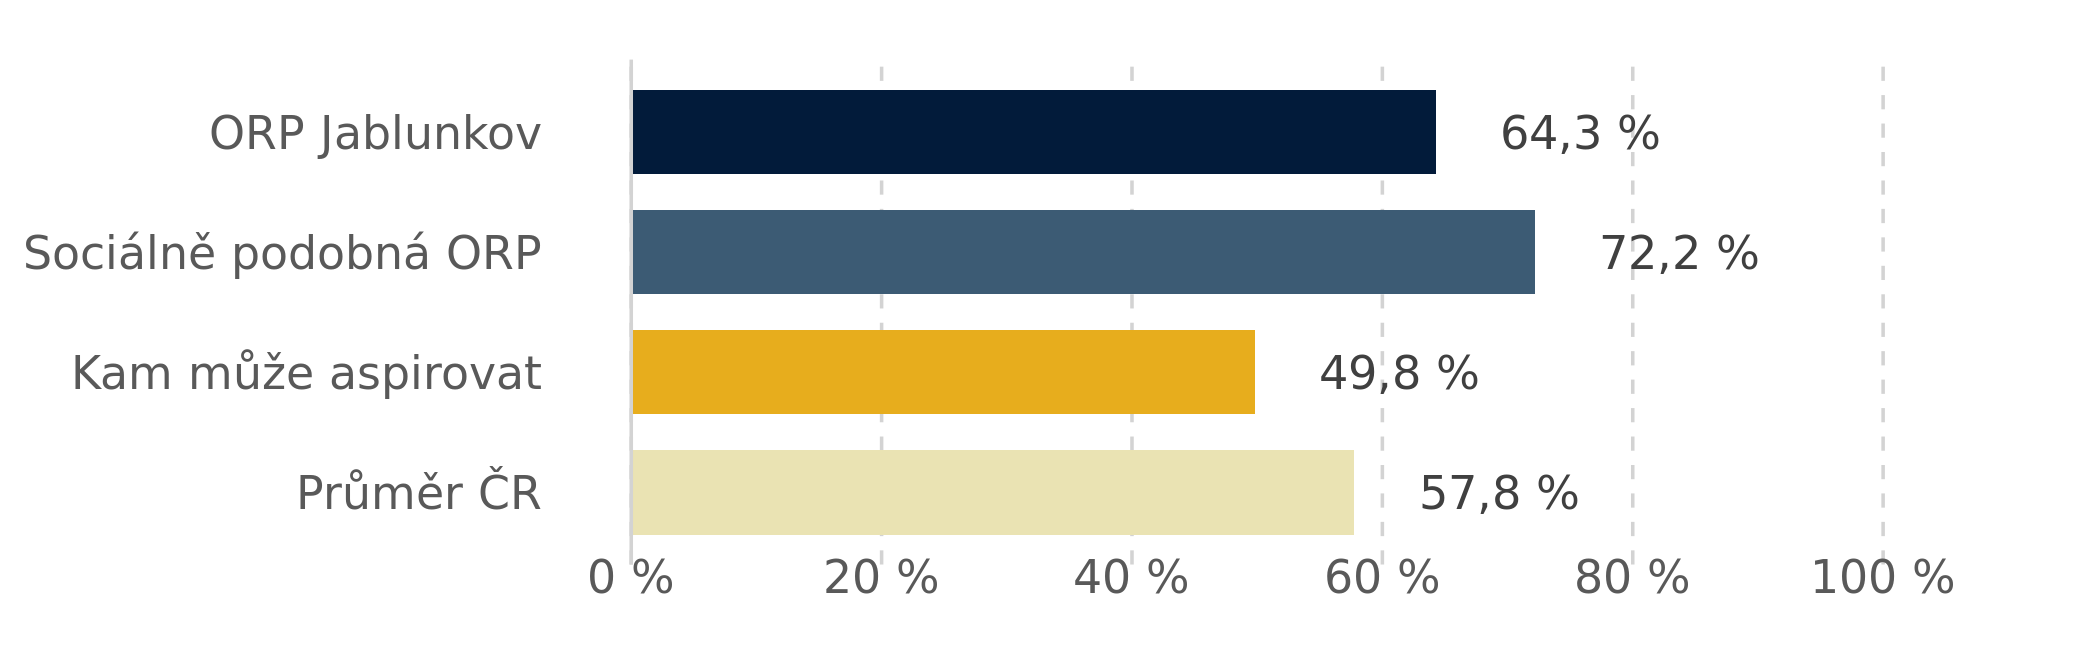 ORP Jablunkov 64,3 %
Sociálně podobná ORP 72,2 %
Kam může aspirovat 49,8 %
Průměr ČR 57,8 %
0 % 20 % 40 % 60 % 80 % 100 %